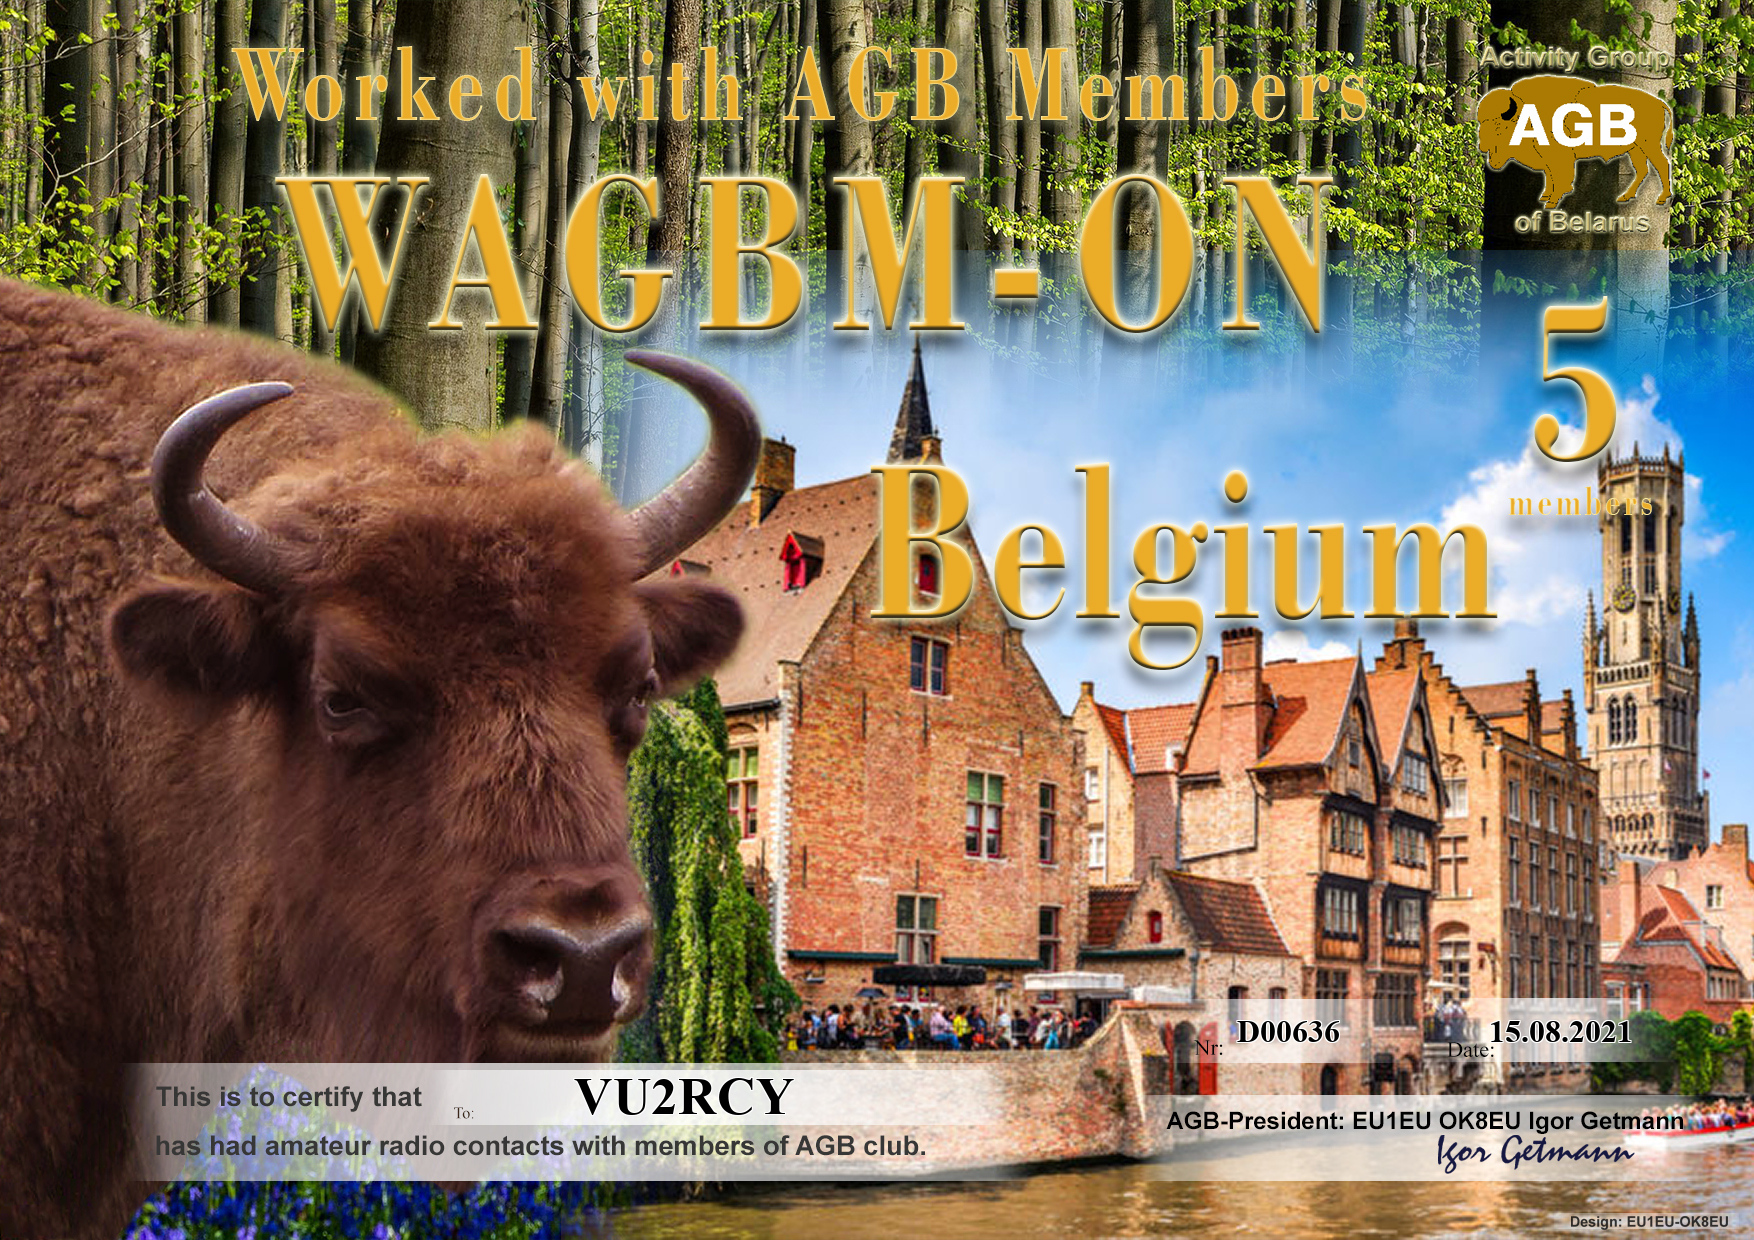 Worked with AGB Members
Activity Group
AGB
of Belarus
WAGBM-ON
5
members
Belgium
Nr: D00636
Date: 15.08.2021
This is to certify that
To: VU2RCY
has had amateur radio contacts with members of AGB club.
AGB-President: EU1EU OK8EU Igor Getmann
Igor Getmann
Design: EU1EU-OK8EU